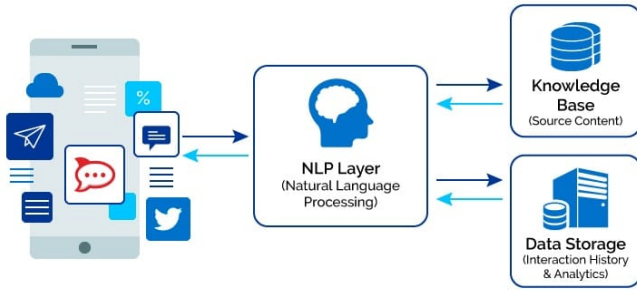 %
NLP Layer
(Natural Language
Processing)
Knowledge
Base
(Source Content)
Data Storage
(Interaction History
& Analytics)